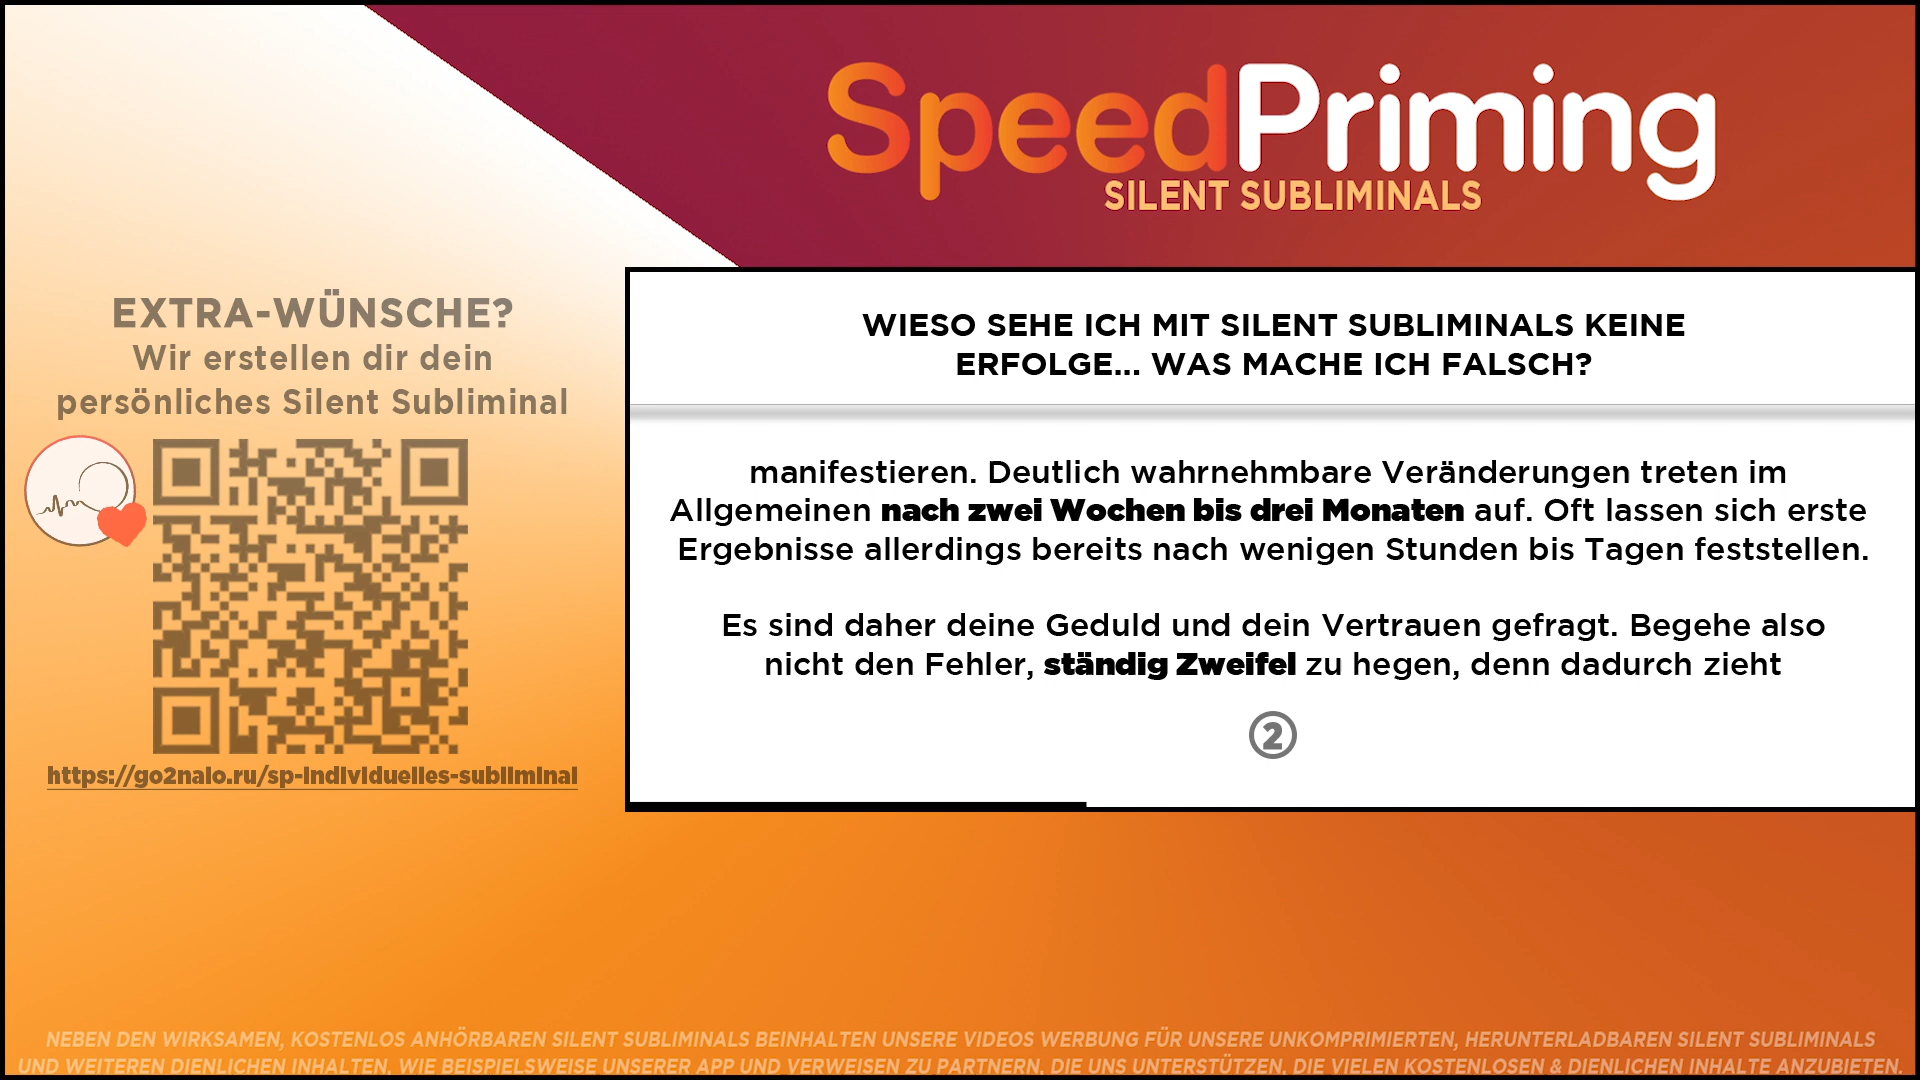 SpeedPriming
SILENT SUBLIMINALS
EXTRA-WÜNSCHE?
Wir erstellen dir dein
persönliches Silent Subliminal
https://go2nalo.ru/sp-individuelles-subliminal
WIESO SEHE ICH MIT SILENT SUBLIMINALS KEINE
ERFOLGE... WAS MACHE ICH FALSCH?
manifestieren. Deutlich wahrnehmbare Veränderungen treten im
Allgemeinen nach zwei Wochen bis drei Monaten auf. Oft lassen sich erste
Ergebnisse allerdings bereits nach wenigen Stunden bis Tagen feststellen.
Es sind daher deine Geduld und dein Vertrauen gefragt. Begehe also
nicht den Fehler, ständig Zweifel zu hegen, denn dadurch zieht
2
NEBEN DEN WIRKSAMEN, KOSTENLOS ANHÖRBAREN SILENT SUBLIMINALS BEINHALTEN UNSERE VIDEOS WERBUNG FÜR UNSERE UNKOMPRIMIERTEN, HERUNTERLADBAREN SILENT SUBLIMINALS
UND WEITEREN DIENLICHEN INHALTEN, WIE BEISPIELSWEISE UNSERER APP UND VERWEISEN ZU PARTNERN, DIE UNS UNTERSTÜTZEN, DIE VIELEN KOSTENLOSEN & DIENLICHEN INHALTE ANZUBIETEN.